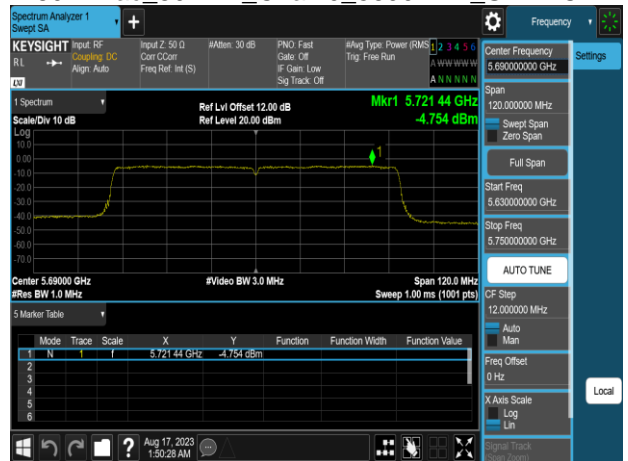 Spectrum Analyzer 1
Swept SA
+
Frequency
KEYSIGHT
RL
LXI
Input: RF
Coupling: DC
Align: Auto
Input Z: 50 Ω
Corr CCorr
Freq Ref: Int (S)
#Atten: 30 dB
PNO: Fast
Gate: Off
IF Gain: Low
Sig Track: Off
#Avg Type: Power (RMS
Trig: Free Run
1 2 3 4 5 6
A W W W W W
A N N N N N
1 Spectrum
Scale/Div 10 dB
Log
Ref Lvl Offset 12.00 dB
Ref Level 20.00 dBm
Mkr1 5.721 44 GHz
-4.754 dBm
1
10.0
0.00
-10.0
-20.0
-30.0
-40.0
-50.0
-60.0
-70.0
Center 5.69000 GHz
#Res BW 1.0 MHz
#Video BW 3.0 MHz
Span 120.0 MHz
Sweep 1.00 ms (1001 pts)
5 Marker Table
Mode Trace Scale X Y Function Function Width Function Value
1 N 1 f 5.721 44 GHz -4.754 dBm
2
3
4
5
6
Aug 17, 2023
1:50:28 AM
?
Center Frequency
5.690000000 GHz
Span
120.000000 MHz
Swept Span
Zero Span
Full Span
Start Freq
5.630000000 GHz
Stop Freq
5.750000000 GHz
AUTO TUNE
CF Step
12.000000 MHz
Auto
Man
Freq Offset
0 Hz
X Axis Scale
Log
Lin
Signal Track
(Span Zoom)
Settings
Local